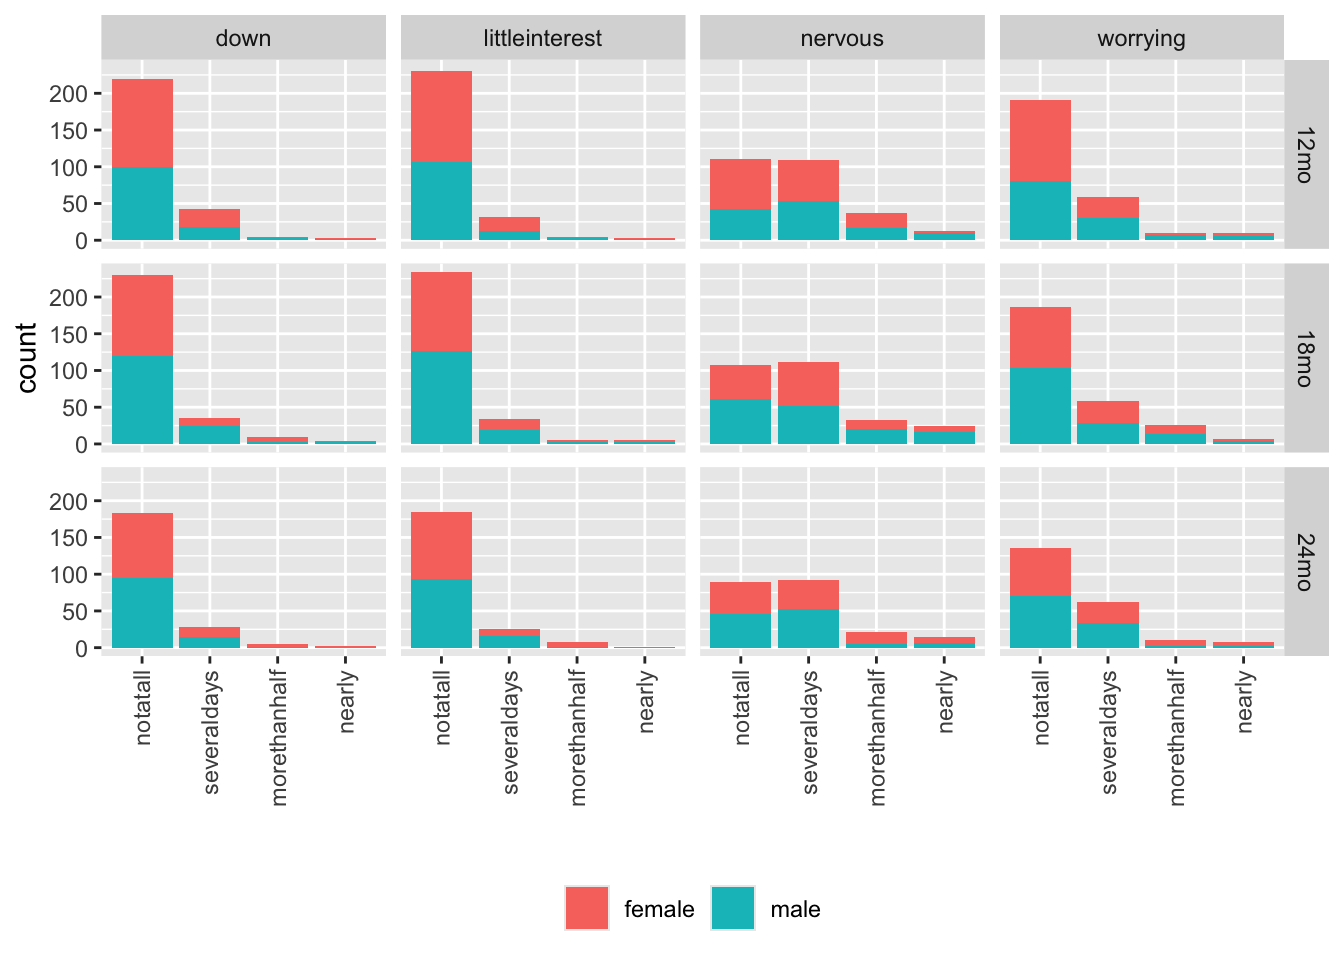 down littleinterest nervous worrying
200
150
100
50
0
12mo
count
200
150
100
50
0
18mo
200
150
100
50
0
24mo
notatall severaldays morethanhalf nearly notatall severaldays morethanhalf nearly notatall severaldays morethanhalf nearly notatall severaldays morethanhalf nearly
female male